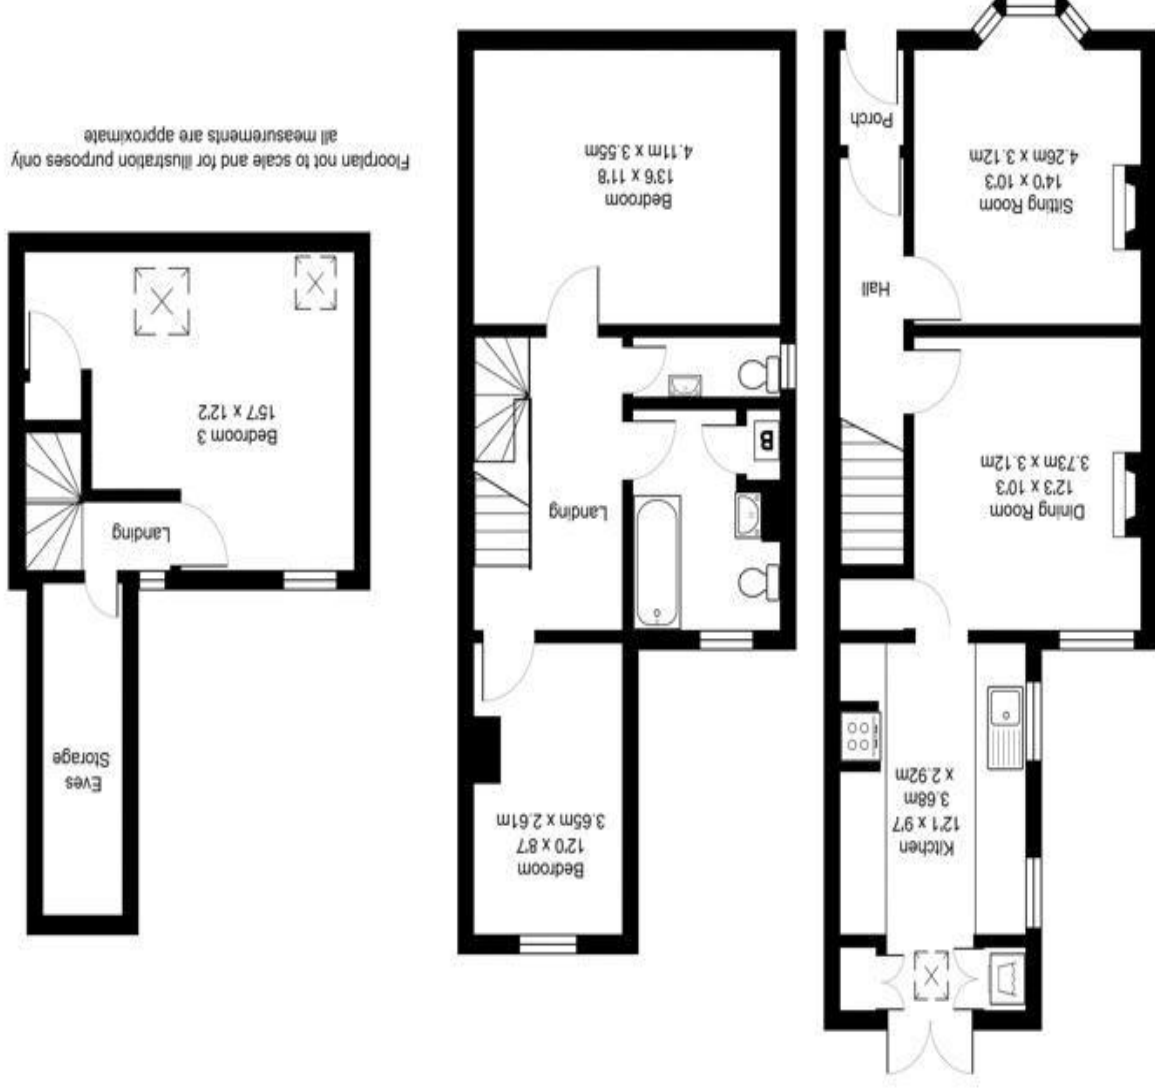 Kitchen
12'1 x 9'7
3.68m
x 2.92m
Dining Room
12'3 x 10'3
3.73m x 3.12m
Hall
Sitting Room
14'0 x 10'3
4.26m x 3.12m
Porch
Bedroom
12'0 x 8'7
3.65m x 2.61m
Landing
B
Bedroom
13'6 x 11'8
4.11m x 3.55m
Eves
Storage
Landing
Bedroom 3
15'7 x 12'2
Floorplan not to scale and for illustration purposes only
all measurements are approximate